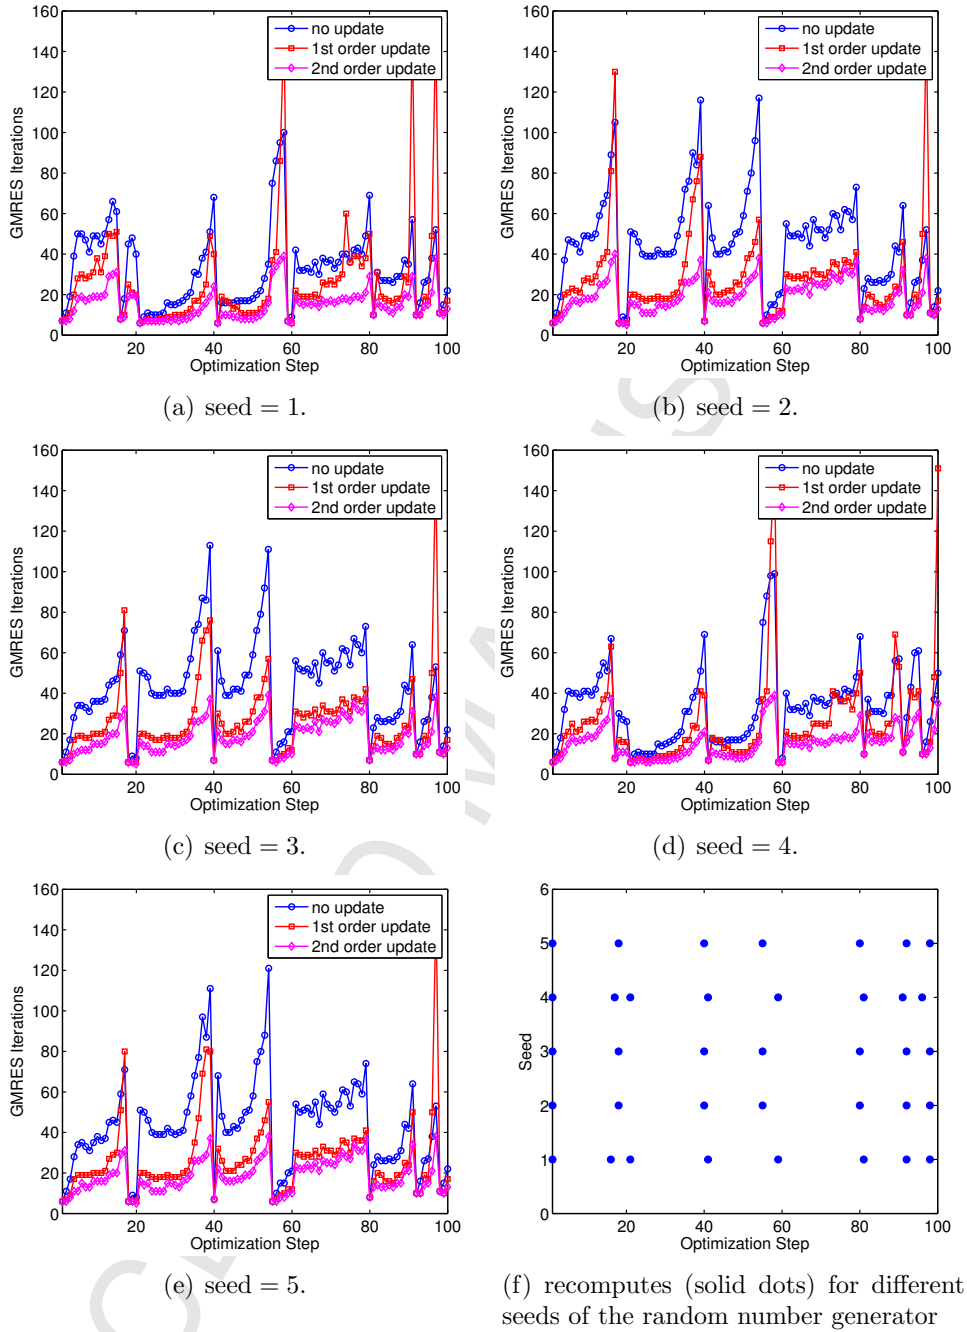 160
140
120
100
80
60
40
20
0
GMRES Iterations
no update
1st order update
2nd order update
20 40 60 80 100
Optimization Step
(a) seed = 1.
160
140
120
100
80
60
40
20
0
GMRES Iterations
no update
1st order update
2nd order update
20 40 60 80 100
Optimization Step
(b) seed = 2.
160
140
120
100
80
60
40
20
0
GMRES Iterations
no update
1st order update
2nd order update
20 40 60 80 100
Optimization Step
(c) seed = 3.
160
140
120
100
80
60
40
20
0
GMRES Iterations
no update
1st order update
2nd order update
20 40 60 80 100
Optimization Step
(d) seed = 4.
160
140
120
100
80
60
40
20
0
GMRES Iterations
no update
1st order update
2nd order update
20 40 60 80 100
Optimization Step
(e) seed = 5.
6
5
4
3
2
1
0
Seed
20 40 60 80 100
Optimization Step
(f) recomputes (solid dots) for different
seeds of the random number generator